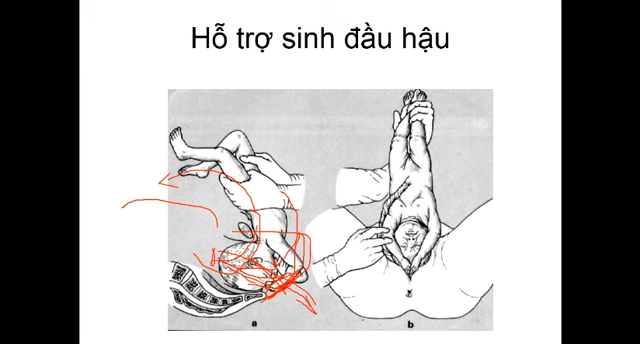 Hỗ trợ sinh đầu hậu
a
b